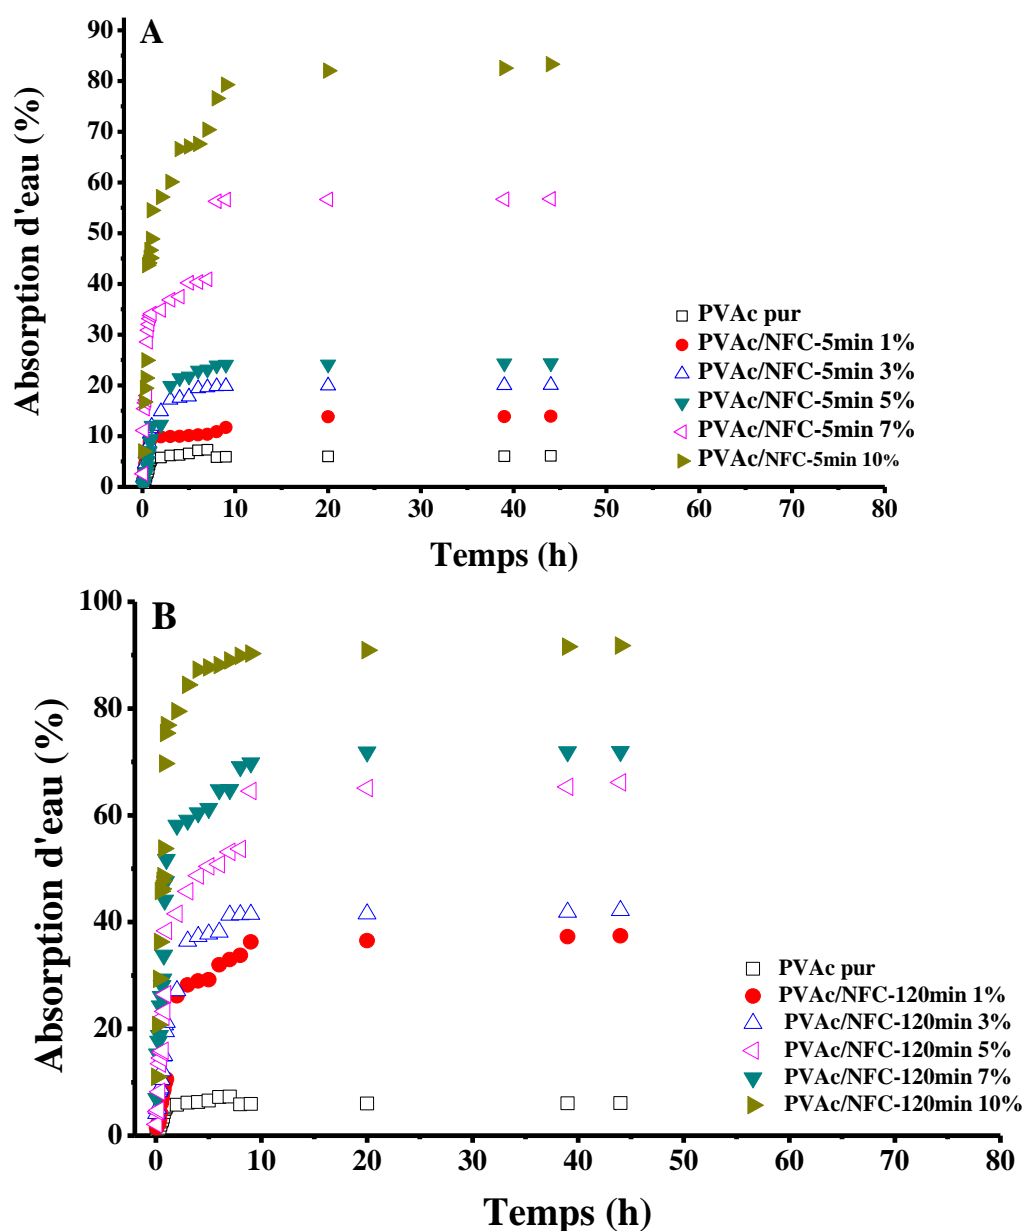 A
Absorption d'eau (%)
90
80
70
60
50
40
30
20
10
0
0 10 20 30 40 50 60 70 80
Temps (h)
PVAc pur
PVAc/NFC-5min 1%
PVAc/NFC-5min 3%
PVAc/NFC-5min 5%
PVAc/NFC-5min 7%
PVAc/NFC-5min 10%
B
Absorption d'eau (%)
100
80
60
40
20
0
0 10 20 30 40 50 60 70 80
Temps (h)
PVAc pur
PVAc/NFC-120min 1%
PVAc/NFC-120min 3%
PVAc/NFC-120min 5%
PVAc/NFC-120min 7%
PVAc/NFC-120min 10%